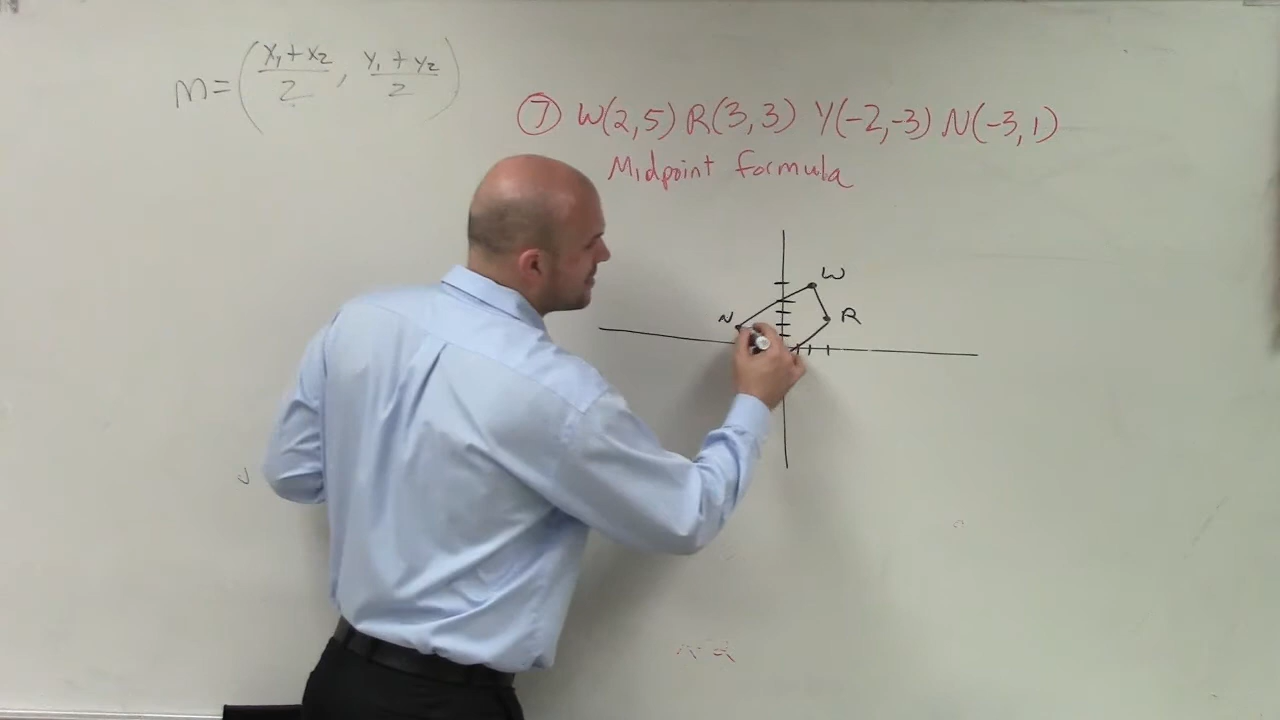 m=(x₁+x₂/2, y₁+y₂/2)
⑦ W(2,5) R(3,3) Y(-2,-3) N(-3,1)
Midpoint formula
W
N
R